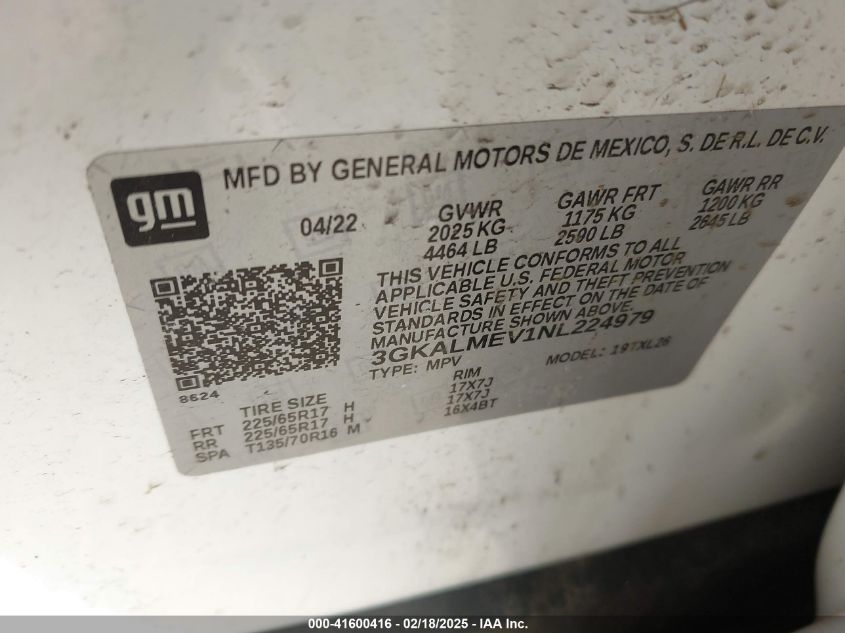 MFD BY GENERAL MOTORS DE MEXICO, S. DE R.L. DE C.V.
gm
04/22
GVWR GAWR FRT GAWR RR
2025 KG 1175 KG 1200 KG
4464 LB 2590 LB 2645 LB
THIS VEHICLE CONFORMS TO ALL
APPLICABLE U.S. FEDERAL MOTOR
VEHICLE SAFETY AND THEFT PREVENTION
STANDARDS IN EFFECT ON THE DATE OF
MANUFACTURE SHOWN ABOVE.
3GKALMEV1NL224979
TYPE: MPV MODEL: 19TXL26
8624
TIRE SIZE RIM
FRT 225/65R17 H 17X7J
RR 225/65R17 H 17X7J
SPA T135/70R16 M 16X4BT
000-41600416 - 02/18/2025 - IAA Inc.